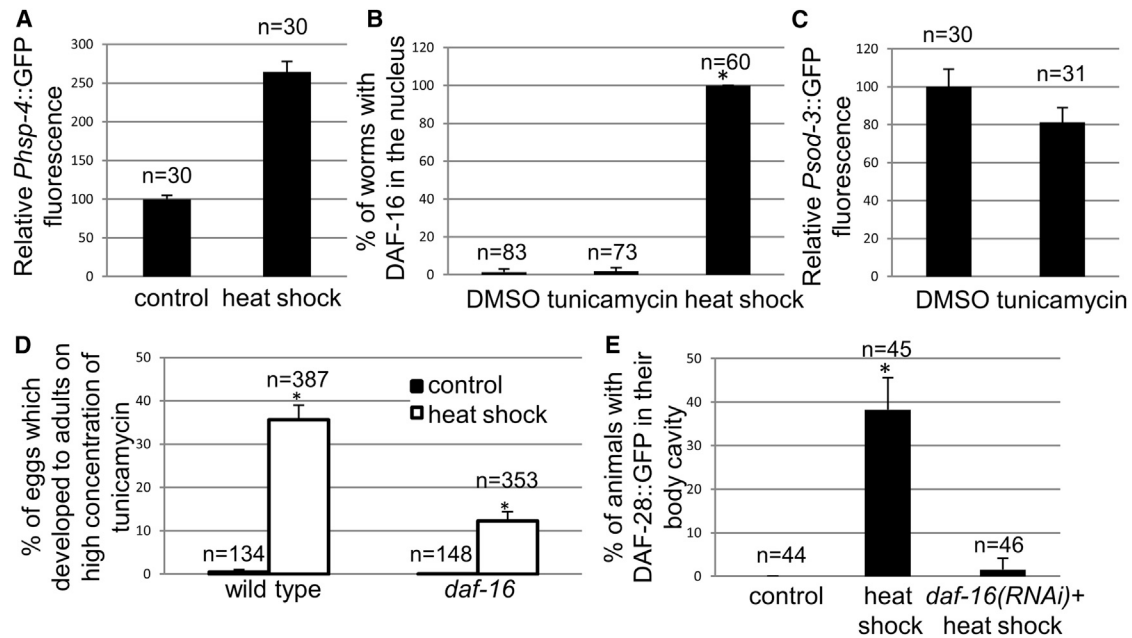 A
n=30
Relative Phsp-4::GFP
fluorescence
300
250
200
150
100
50
0
n=30
control heat shock
B
% of worms with
DAF-16 in the nucleus
120
100
80
60
40
20
0
n=60
*
n=83
n=73
DMSO tunicamycin heat shock
C
Relative Psod-3::GFP
fluorescence
120
100
80
60
40
20
0
n=30
n=31
DMSO tunicamycin
D
% of eggs which
developed to adults on
high concentration of
tunicamycin
50
40
30
20
10
0
n=387
*
control
heat shock
n=353
*
n=134
n=148
wild type
daf-16
E
% of animals with
DAF-28::GFP in their
body cavity
50
40
30
20
10
0
n=45
*
n=44
n=46
control
heat
shock
daf-16(RNAi)+
heat shock